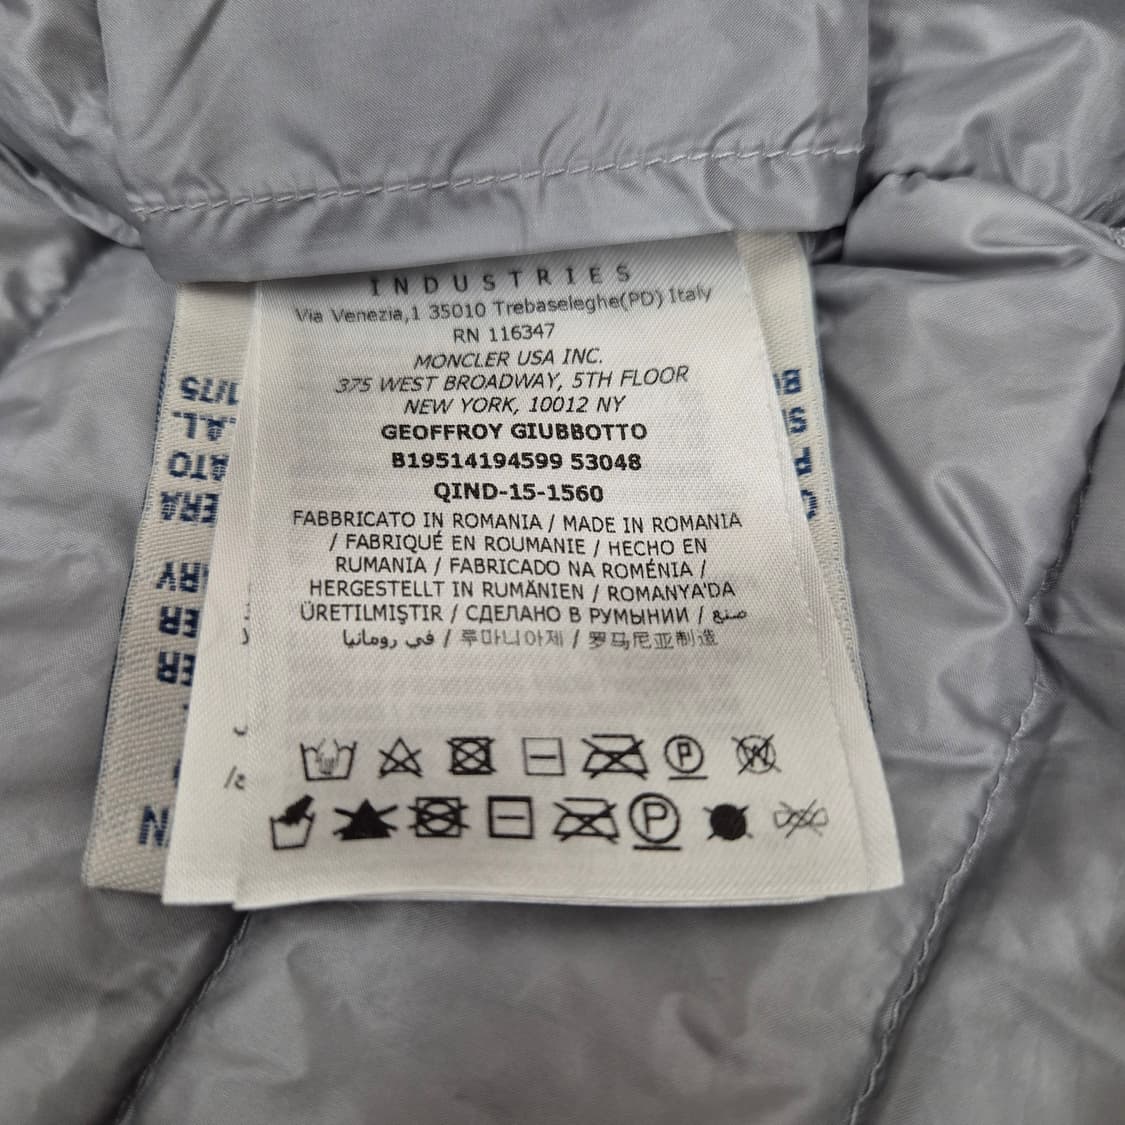 INDUSTRIES
Via Venezia,1 35010 Trebaseleghe(PD) Italy
RN 116347
MONCLER USA INC.
375 WEST BROADWAY, 5TH FLOOR
NEW YORK, 10012 NY
GEOFFROY GIUBBOTTO
B19514194599 53048
QIND-15-1560
FABBRICATO IN ROMANIA / MADE IN ROMANIA
/ FABRIQUÉ EN ROUMANIE / HECHO EN
RUMANIA / FABRICADO NA ROMÉNIA /
HERGESTELLT IN RUMÄNIEN / ROMANYA'DA
ÜRETILMIŞTIR / СДЕЛАНО В РУМЫНИИ / صنع
في رومانيا / 루마니아제 / 罗马尼亚制造
P W
P